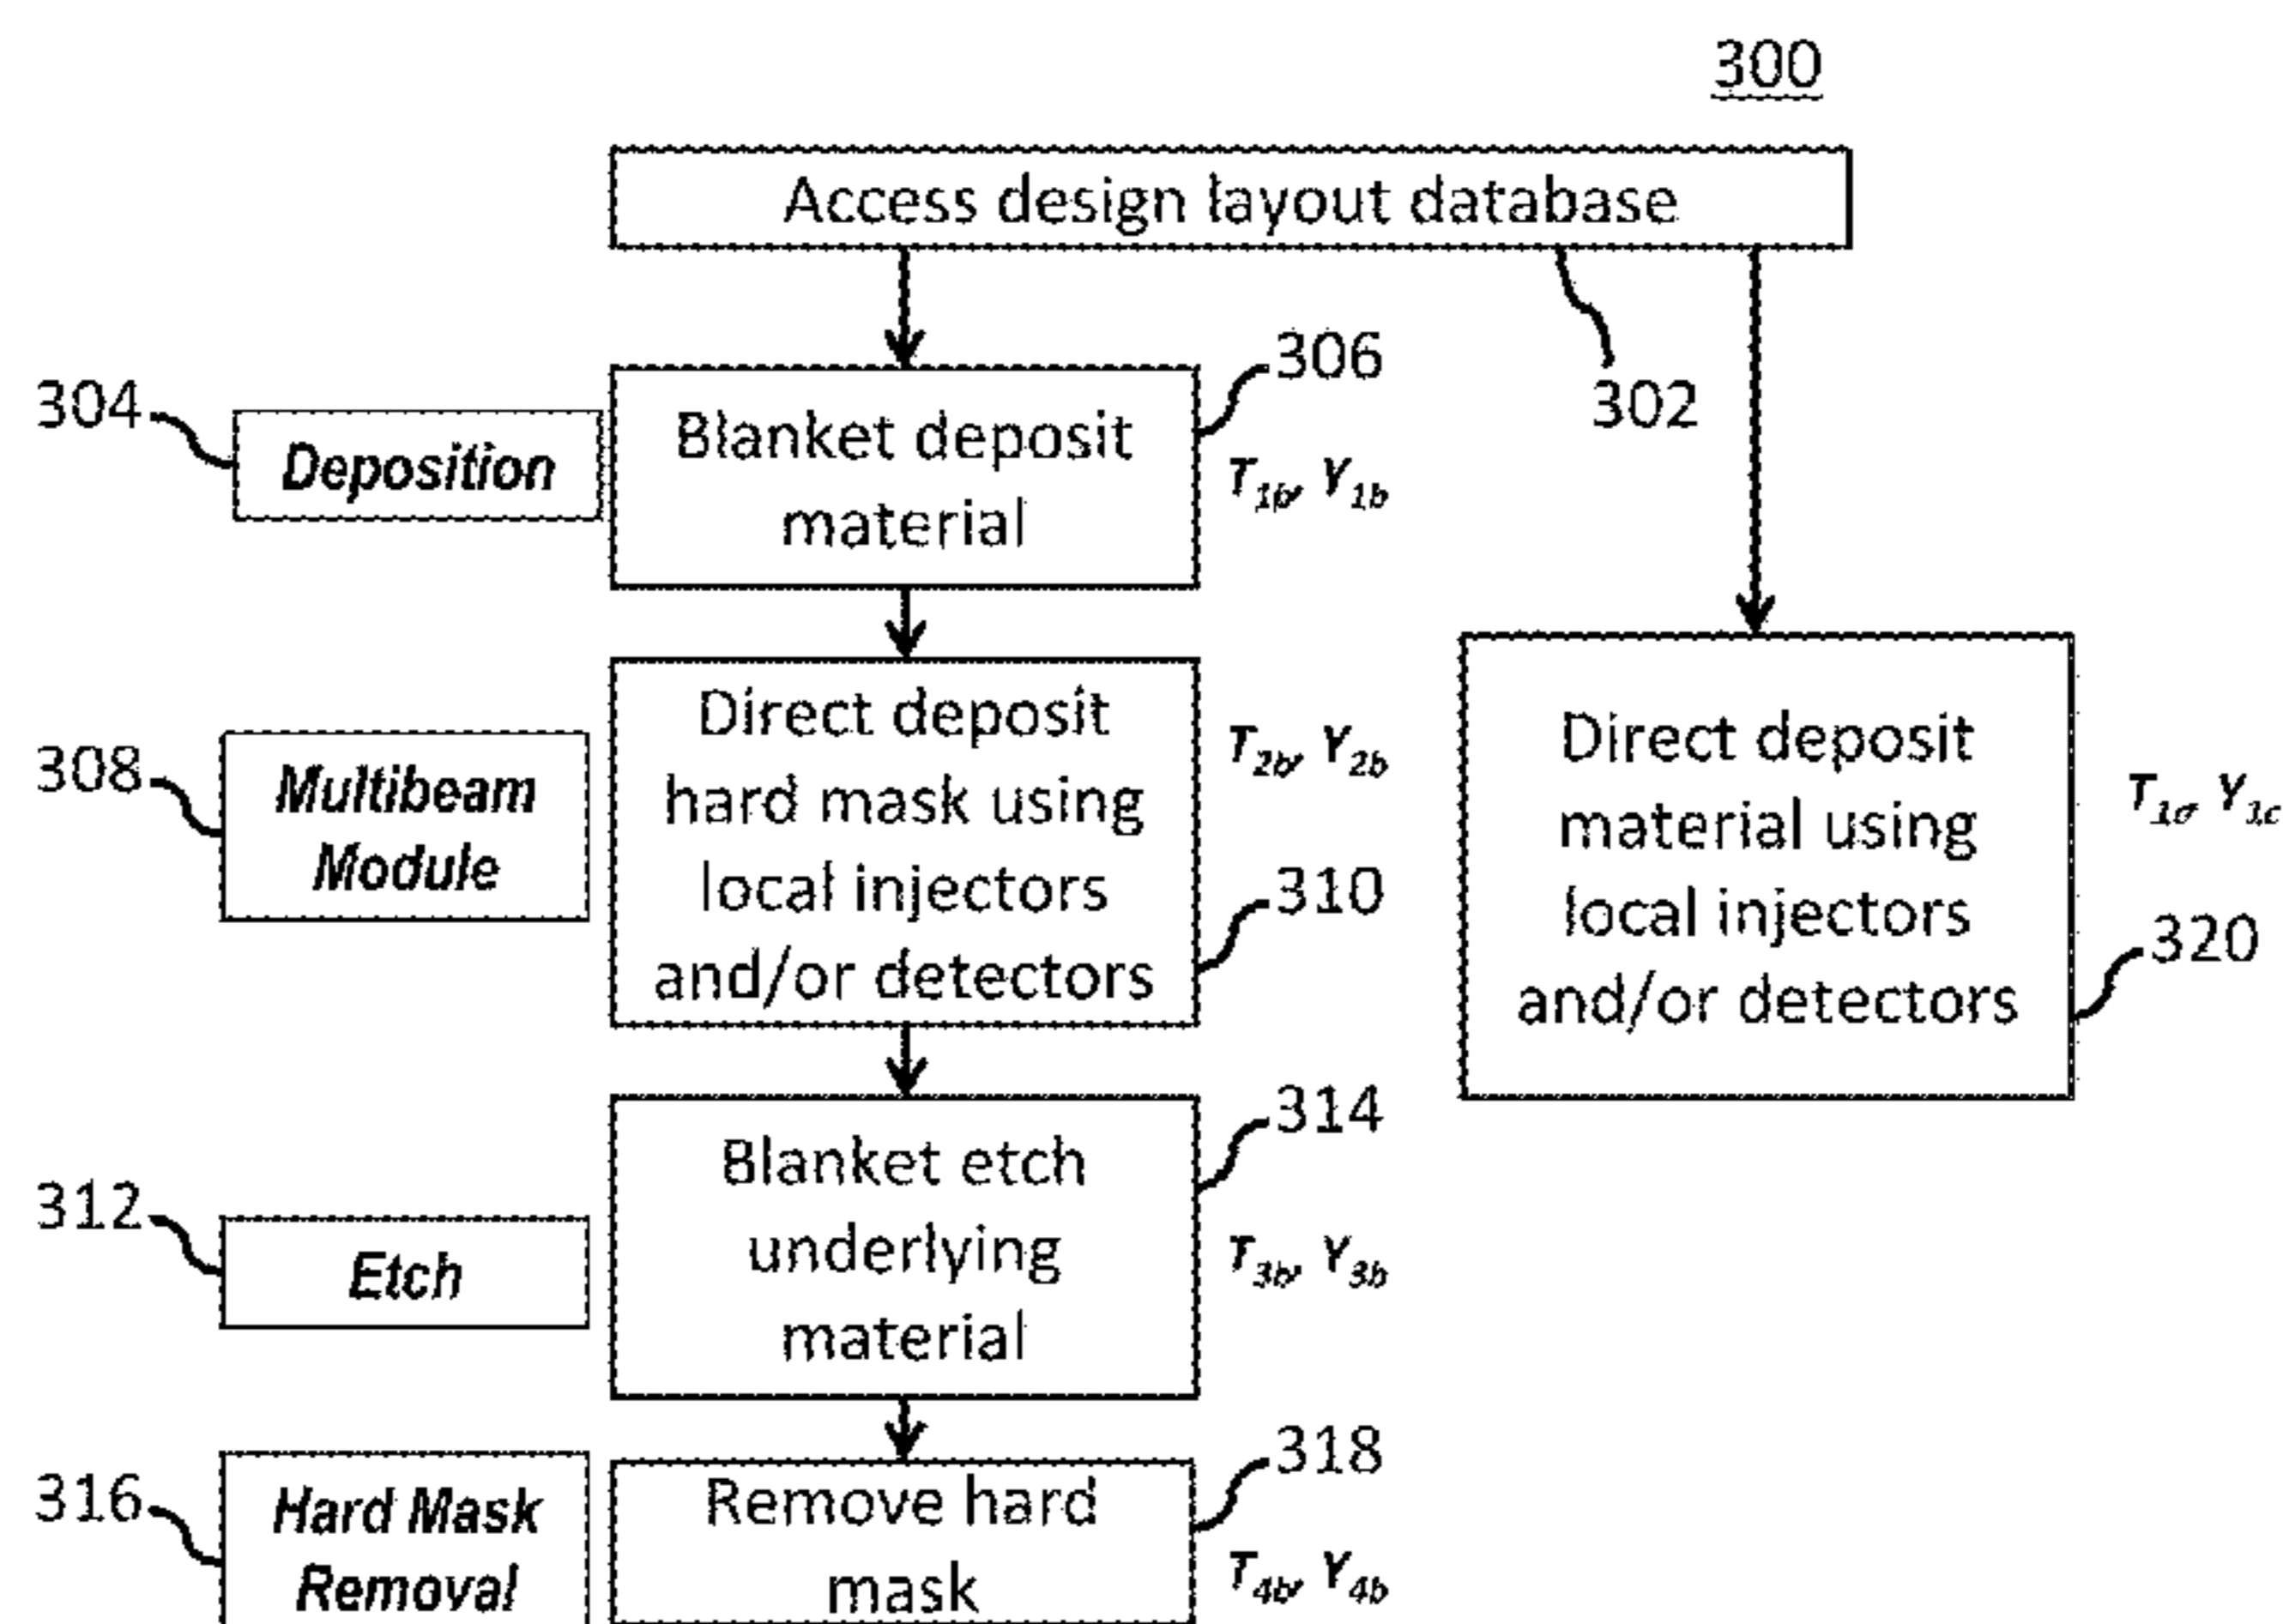 300
Access design layout database
302
304
Deposition
Blanket deposit
material
306
T1b, Y1b
308
Multibeam
Module
Direct deposit
hard mask using
local injectors
and/or detectors
T2b, Y2b
310
Direct deposit
material using
local injectors
and/or detectors
T1c, Y1c
320
312
Etch
Blanket etch
underlying
material
314
T3b, Y3b
316
Hard Mask
Removal
Remove hard
mask
318
T4b, Y4b